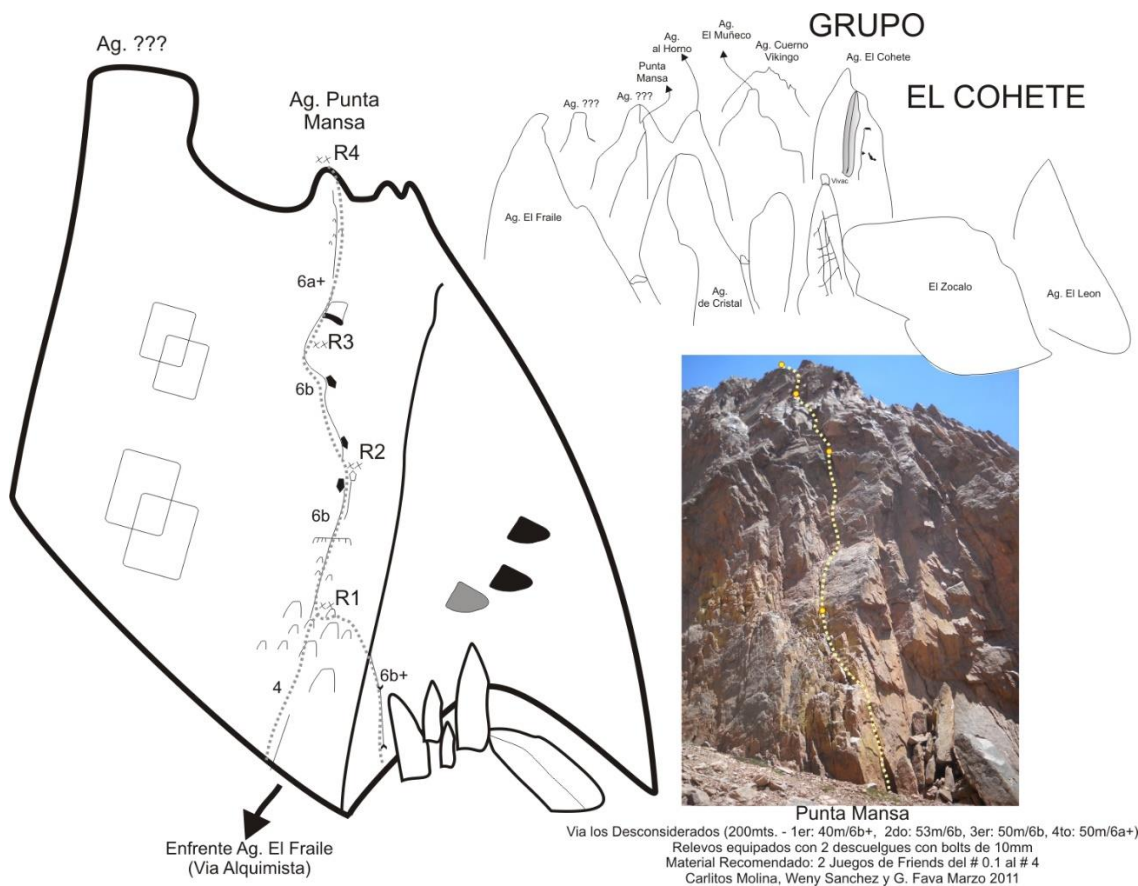 Ag. ???
Ag. Punta
Mansa
R4
6a+
R3
6b
R2
6b
R1
4
6b+
Enfrente Ag. El Fraile
(Via Alquimista)
GRUPO
EL COHETE
Ag. El Fraile
Ag. ???
Ag. ???
Punta
Mansa
Ag.
al Horno
Ag.
El Muñeco
Ag. Cuerno
Vikingo
Ag. El Cohete
Vivac
Ag.
de Cristal
El Zocalo
Ag. El Leon
Punta Mansa
Via los Desconsiderados (200mts. - 1er: 40m/6b+, 2do: 53m/6b, 3er: 50m/6b, 4to: 50m/6a+)
Relevos equipados con 2 descuelgues con bolts de 10mm
Material Recomendado: 2 Juegos de Friends del # 0.1 al # 4
Carlitos Molina, Weny Sanchez y G. Fava Marzo 2011